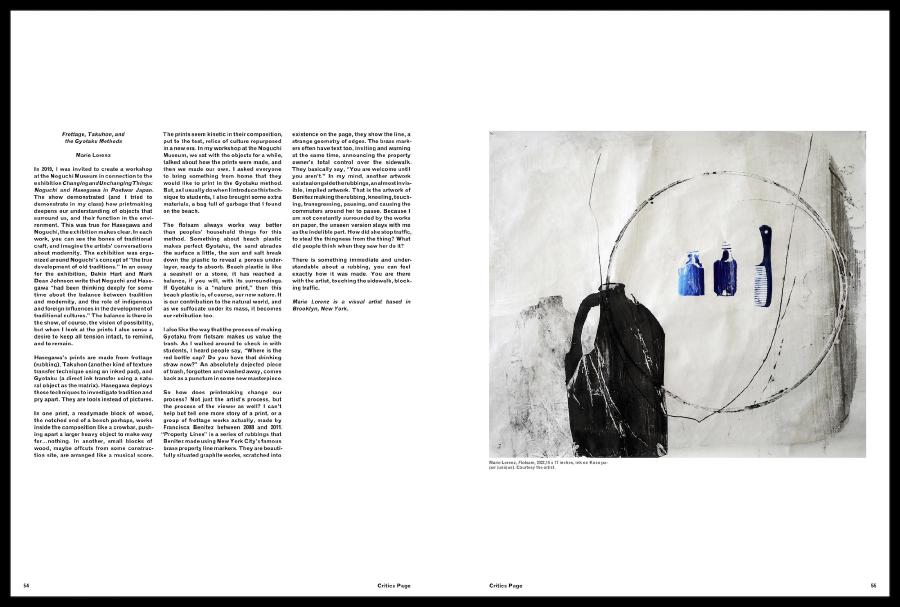 Frottage, Takuhon, and
the Gyotaku Methods
Marie Lorenz
In 2019, I was invited to create a workshop
at the Noguchi Museum in connection to the
exhibition Changing and Unchanging Things:
Noguchi and Hasegawa in Postwar Japan.
The show demonstrated (and I tried to
demonstrate in my class) how printmaking
deepens our understanding of objects that
surround us, and their function in the envi-
ronment. This was true for Hasegawa and
Noguchi, the exhibition makes clear. In each
work, you can see the bones of traditional
craft, and imagine the artists' conversations
about modernity. The exhibition was orga-
nized around Noguchi's concept of "the true
development of old traditions." In an essay
for the exhibition, Dakin Hart and Mark
Dean Johnson write that Noguchi and Hase-
gawa "had been thinking deeply for some
time about the balance between tradition
and modernity, and the role of indigenous
and foreign influences in the development of
traditional cultures." The balance is there in
the show, of course, the vision of possibility,
but when I look at the prints I also sense a
desire to keep all tension intact, to remind,
and to remain.
Hasegawa's prints are made from frottage
(rubbing), Takuhon (another kind of texture
transfer technique using an inked pad), and
Gyotaku (a direct ink transfer using a natu-
ral object as the matrix). Hasegawa deploys
these techniques to investigate tradition and
pry apart. They are tools instead of pictures.
In one print, a readymade block of wood,
the notched end of a bench perhaps, works
inside the composition like a crowbar, push-
ing apart a larger heavy object to make way
for…nothing. In another, small blocks of
wood, maybe offcuts from some construc-
tion site, are arranged like a musical score.
The prints seem kinetic in their composition,
put to the test, relics of culture repurposed
in a new era. In my workshop at the Noguchi
Museum, we sat with the objects for a while,
talked about how the prints were made, and
then we made our own. I asked everyone
to bring something from home that they
would like to print in the Gyotaku method.
But, as I usually do when I introduce this tech-
nique to students, I also brought some extra
materials, a bag full of garbage that I found
on the beach.
The flotsam always works way better
than peoples' household things for this
method. Something about beach plastic
makes perfect Gyotaku, the sun and salt break
down the plastic to reveal a porous under-
layer, ready to absorb. Beach plastic is like
a seashell or a stone, it has reached a
balance, if you will, with its surroundings.
If Gyotaku is a "nature print," then this
beach plastic is, of course, our new nature. It
is our contribution to the natural world, and
as we suffocate under its mass, it becomes
our retribution too.
I also like the way that the process of making
Gyotaku from flotsam makes us value the
trash. As I walked around to check in with
students, I heard people say, "Where is the
red bottle cap? Do you have that drinking
straw now?" An absolutely dejected piece
of trash, forgotten and washed away, comes
back as a puncture in some new masterpiece.
So how does printmaking change our
process? Not just the artist's process, but
the process of the viewer as well? I can't
help but tell one more story of a print, or a
group of frottage works actually, made by
Francisca Benitez between 2008 and 2011.
"Property Lines" is a series of rubbings that
Benitez made using New York City's famous
brass property line markers. They are beauti-
fully situated graphite works, scratched into
existence on the page, they show the line, a
strange geometry of edges. The brass mark-
ers often have text too, inviting and warning
at the same time, announcing the property
owner's total control over the sidewalk.
They basically say, "You are welcome until
you aren't." In my mind, another artwork
exists alongside the rubbings, an almost invis-
ible, implied artwork. That is the artwork of
Benitez making the rubbing, kneeling, touch-
ing, transgressing, pausing, and causing the
commuters around her to pause. Because I
am not constantly surrounded by the works
on paper, the unseen version stays with me
as the indelible part. How did she stop traffic,
to steal the thingness from the thing? What
did people think when they saw her do it?
There is something immediate and under-
standable about a rubbing, you can feel
exactly how it was made. You are there
with the artist, touching the sidewalk, block-
ing traffic.
Marie Lorenz is a visual artist based in
Brooklyn, New York.
Marie Lorenz, Flotsam, 2022, 11 x 17 inches, ink on Kozo pa-
per (unique). Courtesy the artist.
54
Critics Page
Critics Page
55